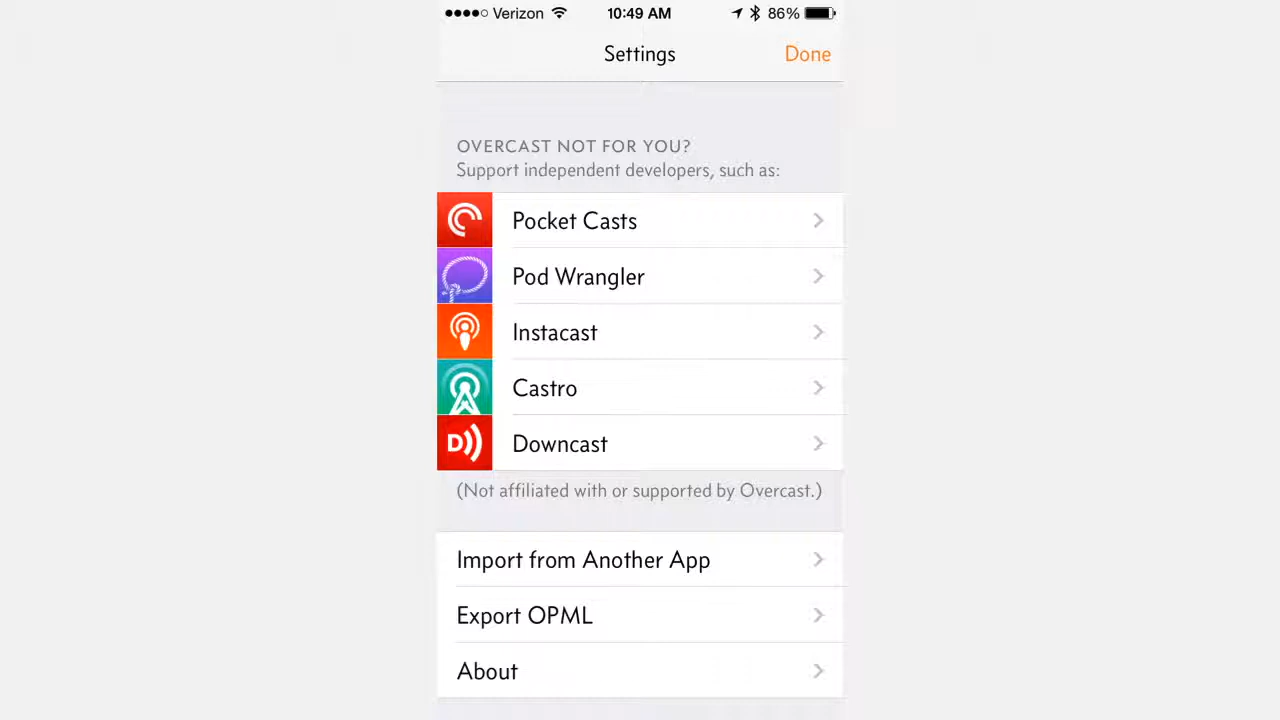 Verizon 10:49 AM 86%
Settings Done
OVERCAST NOT FOR YOU?
Support independent developers, such as:
Pocket Casts
Pod Wrangler
Instacast
Castro
D Downcast
(Not affiliated with or supported by Overcast.)
Import from Another App
Export OPML
About